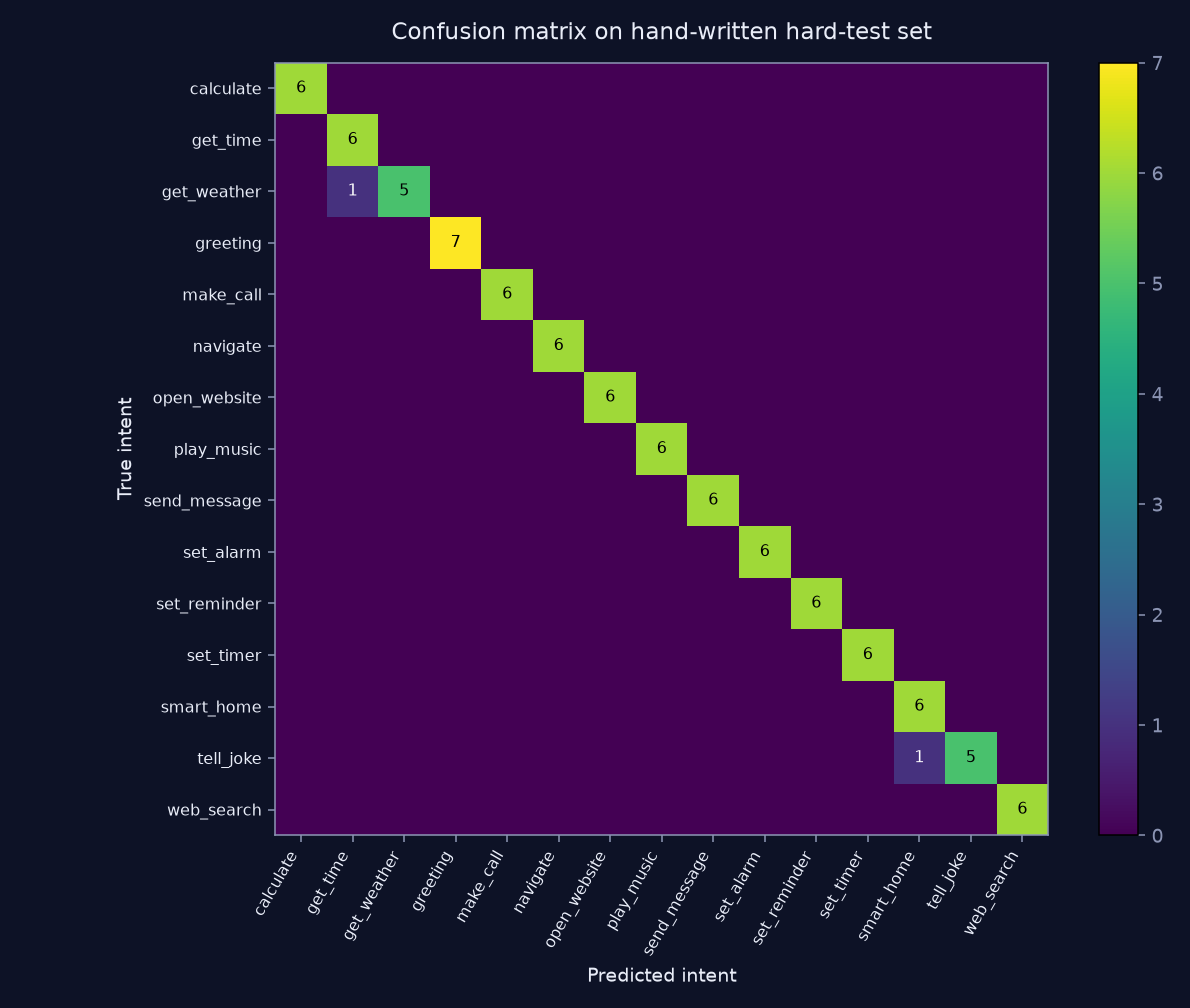 Confusion matrix on hand-written hard-test set
True intent
calculate
get_time
get_weather
greeting
make_call
navigate
open_website
play_music
send_message
set_alarm
set_reminder
set_timer
smart_home
tell_joke
web_search
6
6
1 5
7
6
6
6
6
6
6
6
6
6
1 5
6
calculate
get_time
get_weather
greeting
make_call
navigate
open_website
play_music
send_message
set_alarm
set_reminder
set_timer
smart_home
tell_joke
web_search
Predicted intent
7
6
5
4
3
2
1
0